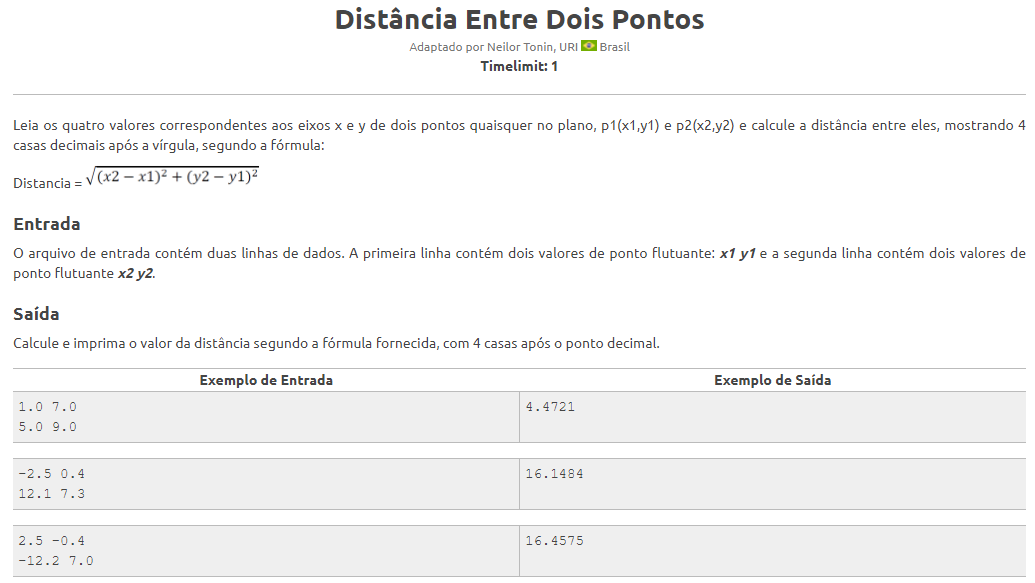 Distância Entre Dois Pontos
Adaptado por Neilor Tonin, URI Brasil
Timelimit: 1
Leia os quatro valores correspondentes aos eixos x e y de dois pontos quaisquer no plano, p1(x1,y1) e p2(x2,y2) e calcule a distância entre eles, mostrando 4
casas decimais após a vírgula, segundo a fórmula:
Distancia = √(x2 − x1)² + (y2 − y1)²
Entrada
O arquivo de entrada contém duas linhas de dados. A primeira linha contém dois valores de ponto flutuante: x1 y1 e a segunda linha contém dois valores de
ponto flutuante x2 y2.
Saída
Calcule e imprima o valor da distância segundo a fórmula fornecida, com 4 casas após o ponto decimal.
Exemplo de Entrada Exemplo de Saída
1.0 7.0 4.4721
5.0 9.0
-2.5 0.4 16.1484
12.1 7.3
2.5 -0.4 16.4575
-12.2 7.0